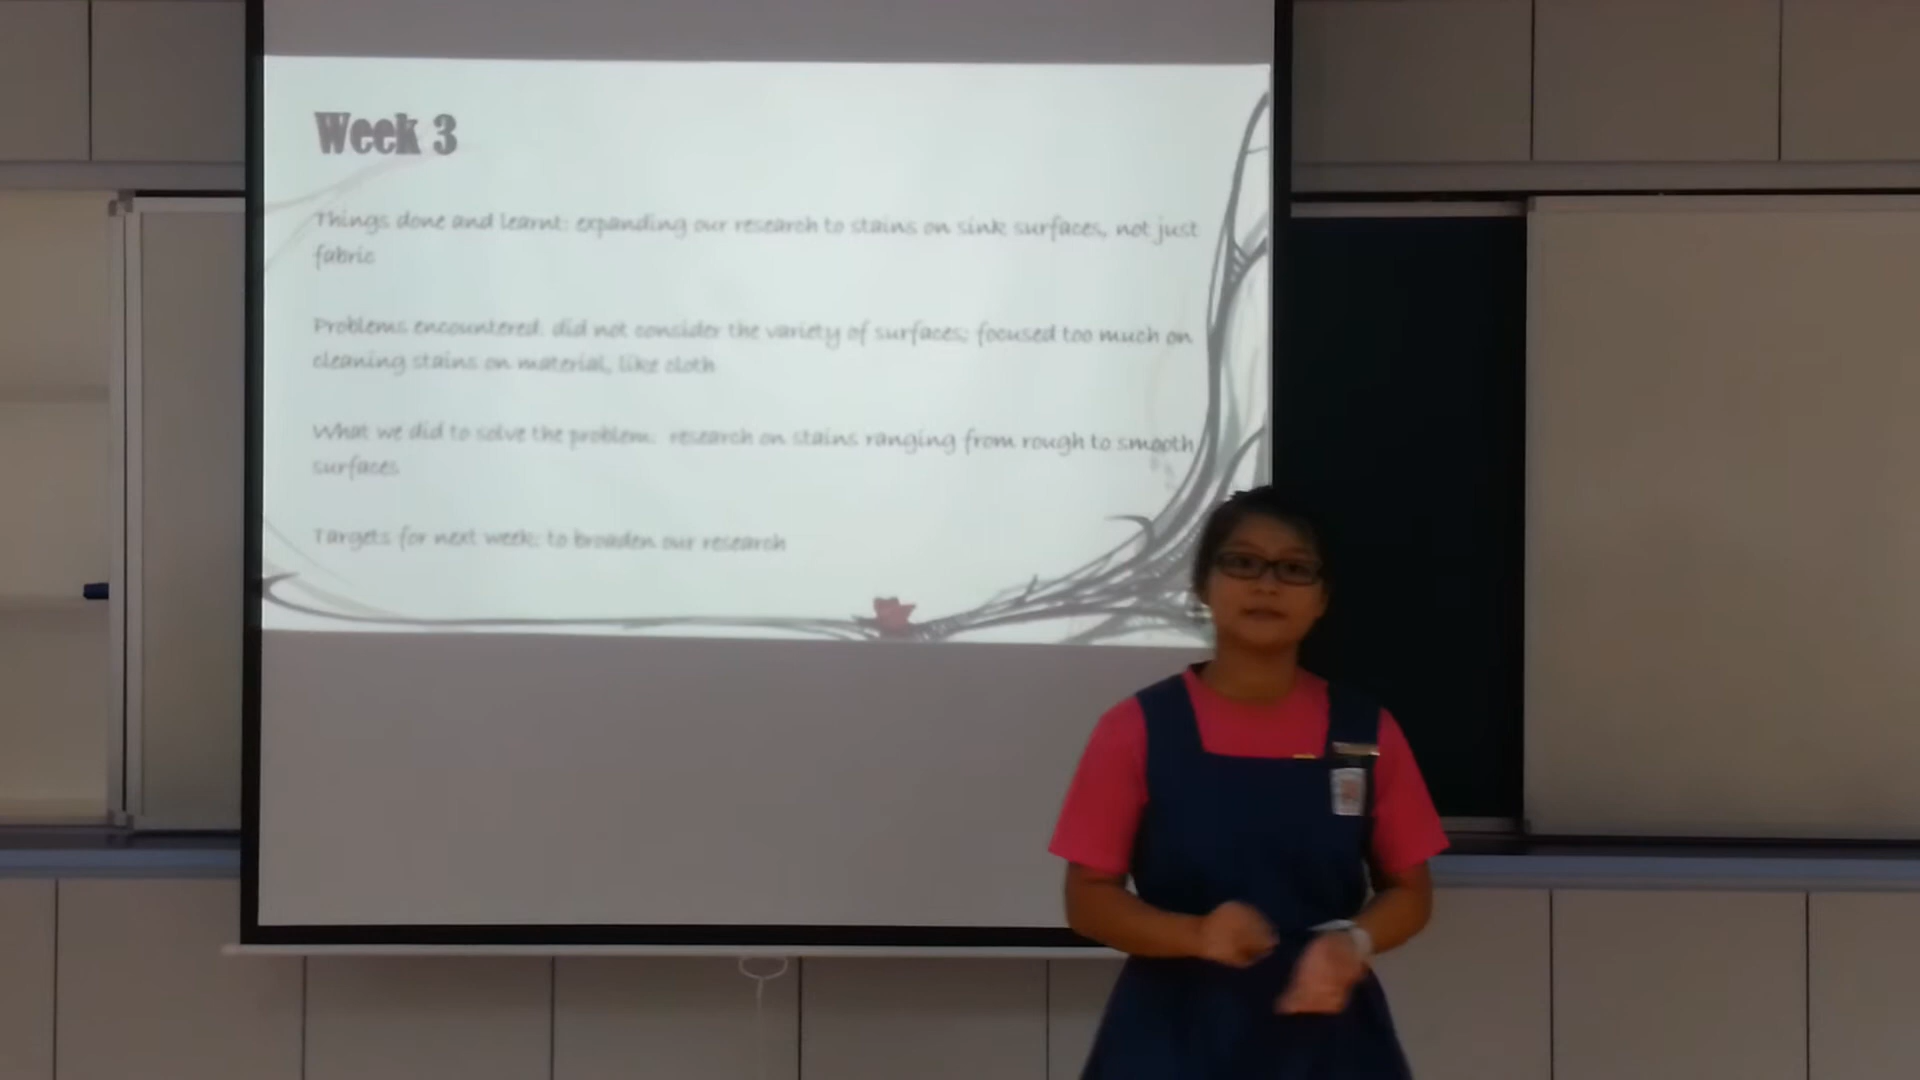 Week 3
Things done and learnt: expanding our research to stains on sink surfaces, not just
fabric
Problems encountered: did not consider the variety of surfaces; focused too much on
cleaning stains on material, like cloth
What we did to solve the problem: research on stains ranging from rough to smooth
surfaces
Targets for next week: to broaden our research